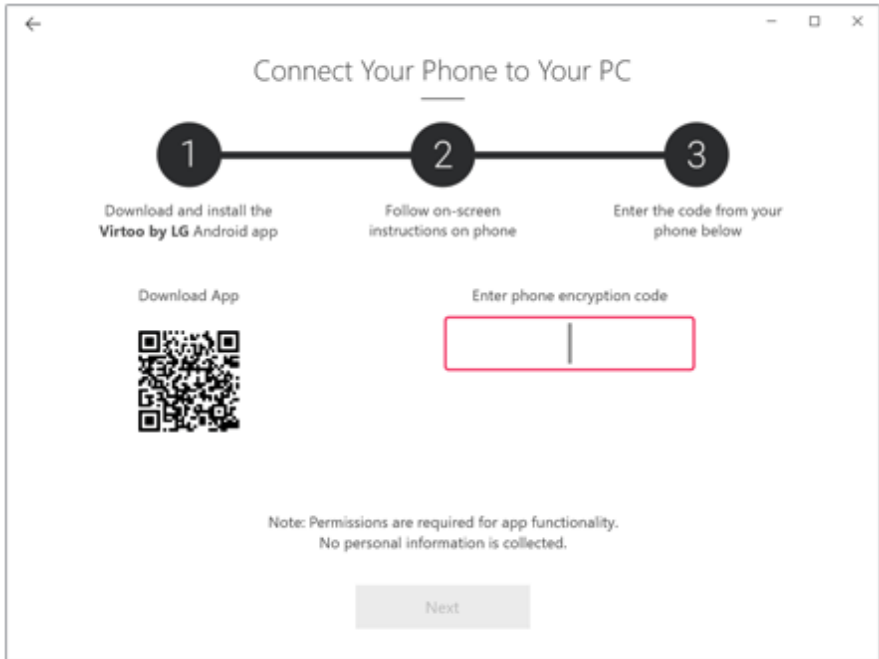 Connect Your Phone to Your PC
1
2
3
Download and install the
Virtoo by LG Android app
Follow on-screen
instructions on phone
Enter the code from your
phone below
Download App
Enter phone encryption code
Note: Permissions are required for app functionality.
No personal information is collected.
Next